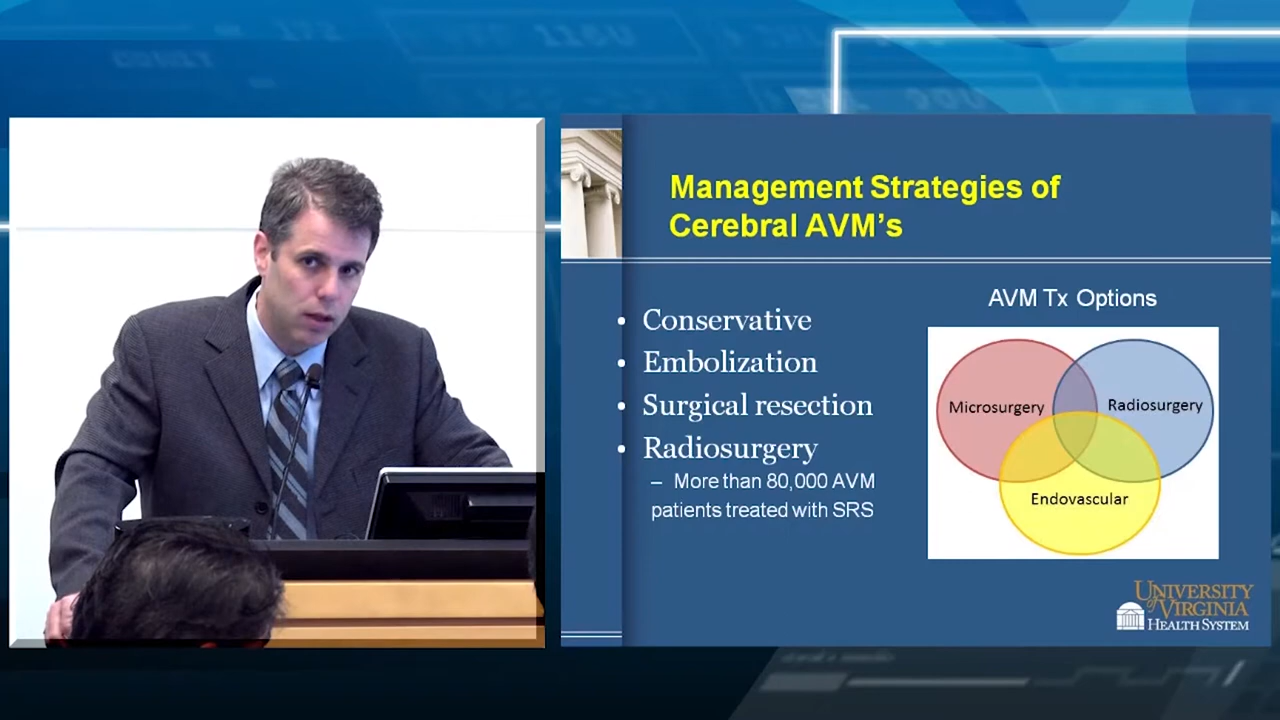 Management Strategies of
Cerebral AVM's
AVM Tx Options
• Conservative
• Embolization
• Surgical resection
• Radiosurgery
– More than 80,000 AVM
patients treated with SRS
Microsurgery
Radiosurgery
Endovascular
UNIVERSITY
of VIRGINIA
HEALTH SYSTEM